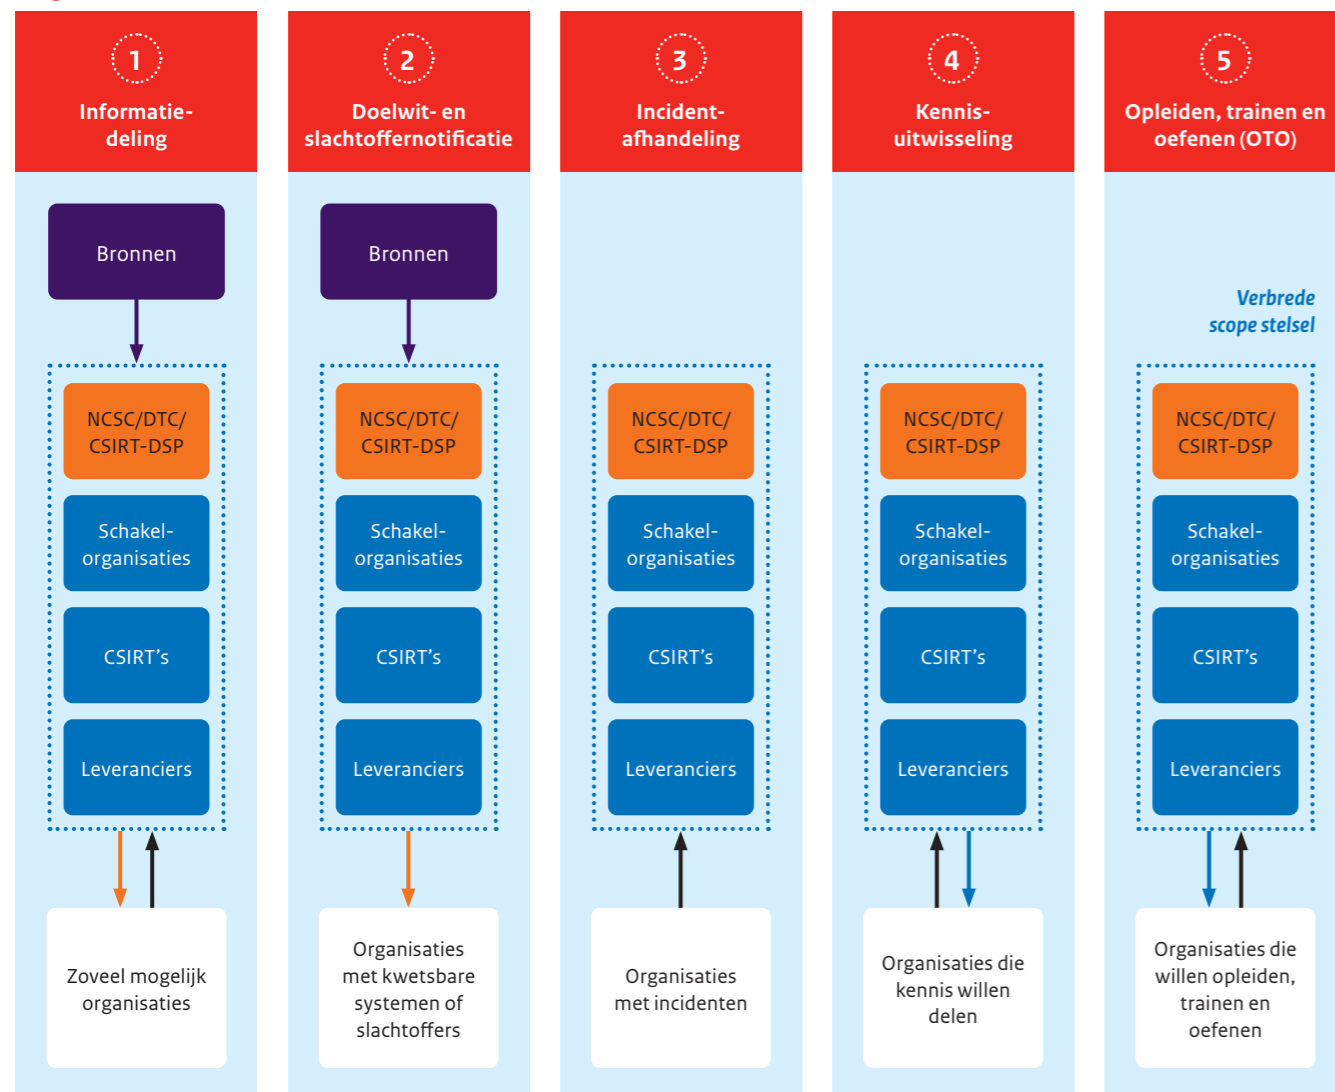 1
Informatie-
deling
Bronnen
NCSC/DTC/
CSIRT-DSP
Schakel-
organisaties
CSIRT's
Leveranciers
Zoveel mogelijk
organisaties
2
Doelwit- en
slachtoffernotificatie
Bronnen
NCSC/DTC/
CSIRT-DSP
Schakel-
organisaties
CSIRT's
Leveranciers
Organisaties
met kwetsbare
systemen of
slachtoffers
3
Incident-
afhandeling
NCSC/DTC/
CSIRT-DSP
Schakel-
organisaties
CSIRT's
Leveranciers
Organisaties
met incidenten
4
Kennis-
uitwisseling
NCSC/DTC/
CSIRT-DSP
Schakel-
organisaties
CSIRT's
Leveranciers
Organisaties die
kennis willen
delen
5
Opleiden, trainen en
oefenen (OTO)
Verbrede
scope stelsel
NCSC/DTC/
CSIRT-DSP
Schakel-
organisaties
CSIRT's
Leveranciers
Organisaties die
willen opleiden,
trainen en
oefenen